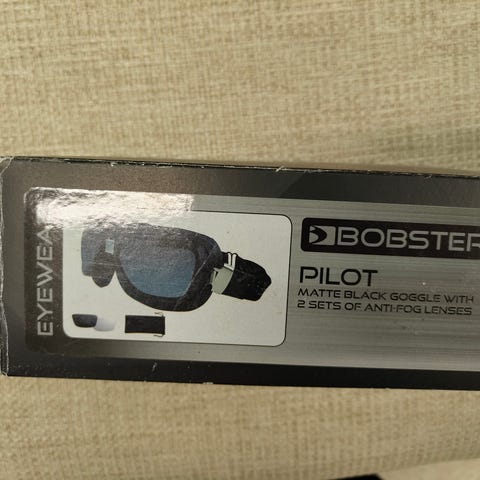 EYEWEA
BOBSTER
PILOT
MATTE BLACK GOGGLE WITH
2 SETS OF ANTI-FOG LENSES